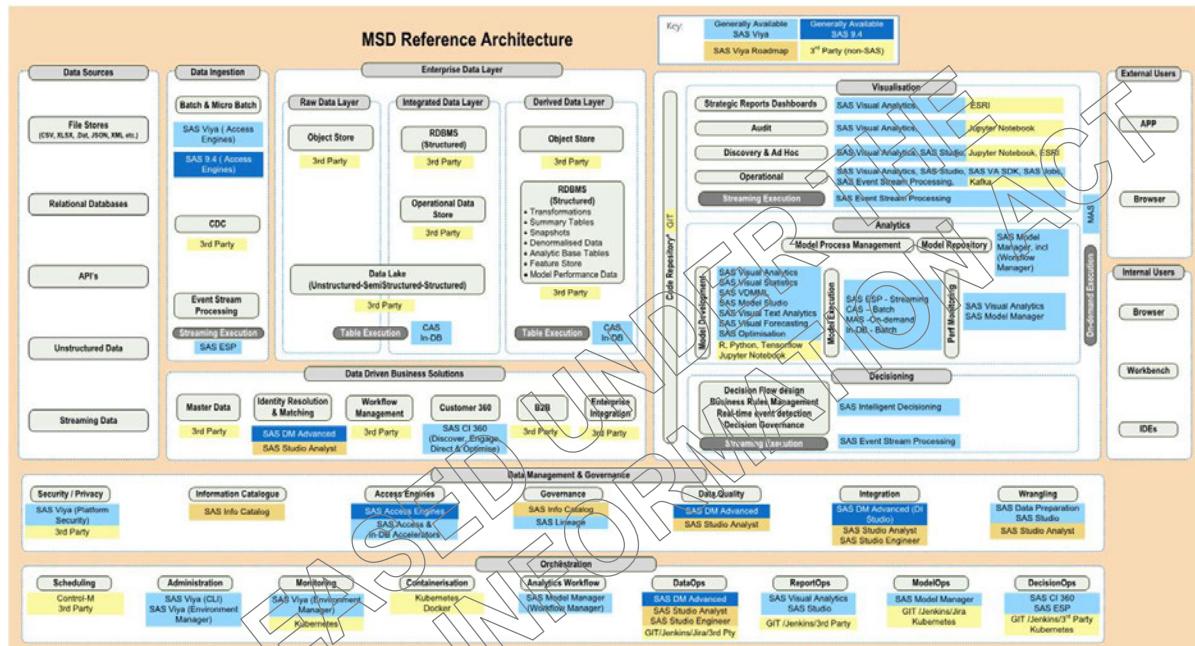 MSD Reference Architecture
Key:
Generally Available
SAS Viya
Generally Available
SAS 9.4
SAS Viya Roadmap
3rd Party (non-SAS)
Data Sources
File Stores
(CSV, XLSX, .Dat, JSON, XML etc.)
Relational Databases
API's
Unstructured Data
Streaming Data
Data Ingestion
Batch & Micro Batch
SAS Viya ( Access
Engines)
SAS 9.4 ( Access
Engines)
CDC
3rd Party
Event Stream
Processing
Streaming Execution
SAS ESP
Enterprise Data Layer
Raw Data Layer
Object Store
3rd Party
Integrated Data Layer
RDBMS
(Structured)
3rd Party
Operational Data
Store
3rd Party
Data Lake
(Unstructured-SemiStructured-Structured)
3rd Party
Table Execution
CAS
In-DB
Derived Data Layer
Object Store
3rd Party
RDBMS
(Structured)
• Transformations
• Summary Tables
• Snapshots
• Denormalised Data
• Analytic Base Tables
• Feature Store
• Model Performance Data
3rd Party
Table Execution
CAS
In-DB
Data Driven Business Solutions
Master Data
3rd Party
Identity Resolution
& Matching
SAS DM Advanced
SAS Studio Analyst
Workflow
Management
3rd Party
Customer 360
SAS CI 360
(Discover, Engage
Direct & Optimise)
B2B
3rd Party
Enterprise
Integration
3rd Party
Code Repository* GIT
Visualisation
Strategic Reports Dashboards
SAS Visual Analytics
ESRI
Audit
SAS Visual Analytics
Jupyter Notebook
Discovery & Ad Hoc
SAS Visual Analytics, SAS Studio, Jupyter Notebook, ESRI
Operational
SAS Visual Analytics, SAS Studio, SAS VA SDK, SAS Jobs,
SAS Event Stream Processing, Kafka
Streaming Execution
SAS Event Stream Processing
Analytics
Model Process Management
Model Repository
SAS Model
Manager, incl
(Workflow
Manager)
Model Development
SAS Visual Analytics
SAS Visual Statistics
SAS VDMML
SAS Model Studio
SAS Visual Text Analytics
SAS Visual Forecasting
SAS Optimisation
R, Python, Tensorflow
Jupyter Notebook
Model Execution
SAS ESP - Streaming
CAS - Batch
MAS -On-demand
In-DB - Batch
Perf Monitoring
SAS Visual Analytics
SAS Model Manager
Decisioning
Decision Flow design
Business Rules Management
Real-time event detection
Decision Governance
SAS Intelligent Decisioning
Streaming Execution
SAS Event Stream Processing
On-demand Execution
MAS
External Users
APP
Browser
Internal Users
Browser
Workbench
IDEs
Data Management & Governance
Security / Privacy
SAS Viya (Platform
Security)
3rd Party
Information Catalogue
SAS Info Catalog
Access Engines
SAS Access Engines
SAS Access &
In-DB Accelerators
Governance
SAS Info Catalog
SAS Lineage
Data Quality
SAS DM Advanced
SAS Studio Analyst
Integration
SAS DM Advanced (DI
Studio)
SAS Studio Analyst
SAS Studio Engineer
Wrangling
SAS Data Preparation
SAS Studio
SAS Studio Analyst
Orchestration
Scheduling
Control-M
3rd Party
Administration
SAS Viya (CLI)
SAS Viya (Environment
Manager)
Monitoring
SAS Viya (Environment
Manager)
Kubernetes
Containerisation
Kubernetes
Docker
Analytics Workflow
SAS Model Manager
(Workflow Manager)
DataOps
SAS DM Advanced
SAS Studio Analyst
SAS Studio Engineer
GIT/Jenkins/Jira/3rd Pty
ReportOps
SAS Visual Analytics
SAS Studio
GIT /Jenkins/3rd Party
ModelOps
SAS Model Manager
GIT /Jenkins/Jira
Kubernetes
DecisionOps
SAS CI 360
SAS ESP
GIT /Jenkins/3rd Party
Kubernetes
EASED UNDER THE
INFORMATION ACT